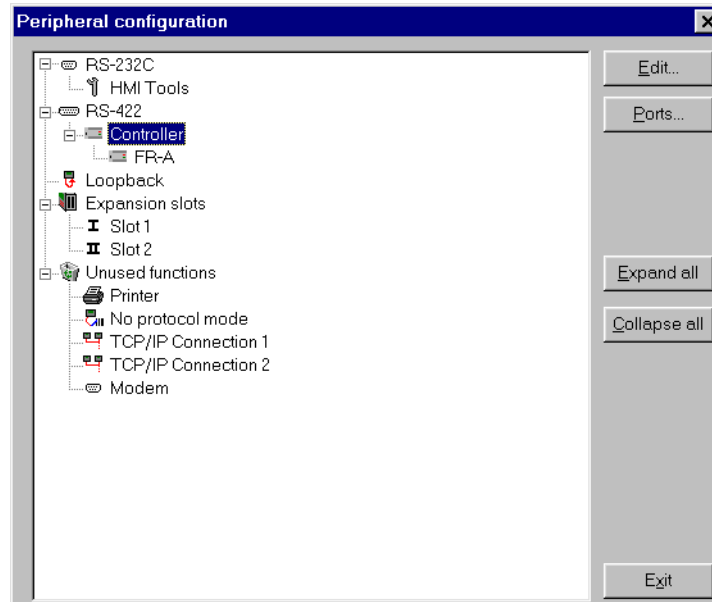 Peripheral configuration
RS-232C
HMI Tools
RS-422
Controller
FR-A
Loopback
Expansion slots
I Slot 1
II Slot 2
Unused functions
Printer
No protocol mode
TCP/IP Connection 1
TCP/IP Connection 2
Modem
Edit...
Ports...
Expand all
Collapse all
Exit